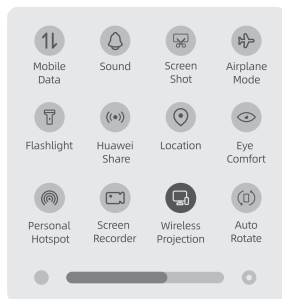 Mobile
Data
Sound
Screen
Shot
Airplane
Mode
Flashlight
Huawei
Share
Location
Eye
Comfort
Personal
Hotspot
Screen
Recorder
Wireless
Projection
Auto
Rotate